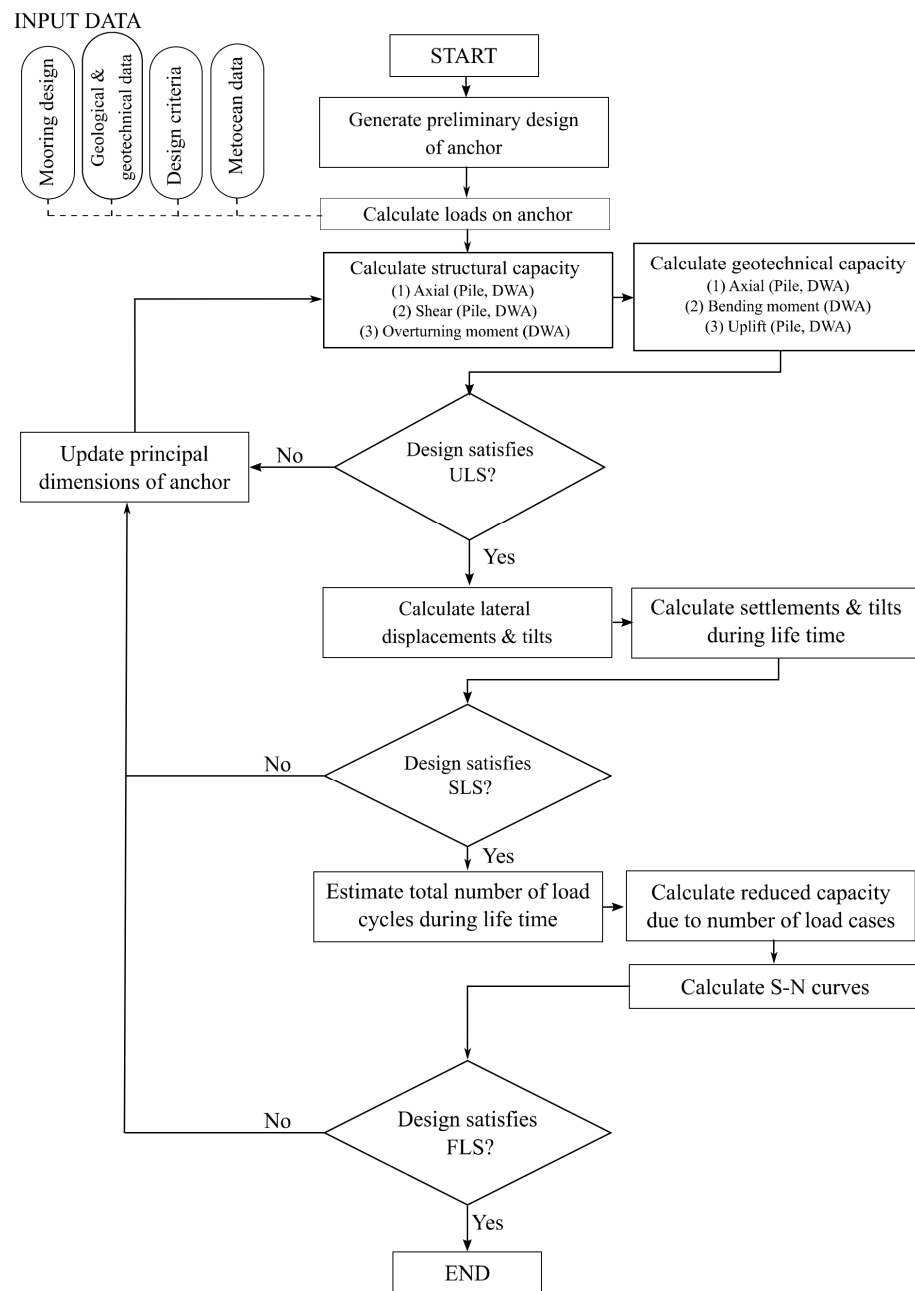 INPUT DATA
Mooring design
Geological &
geotechnical data
Design criteria
Metocean data
START
Generate preliminary design
of anchor
Calculate loads on anchor
Calculate structural capacity
(1) Axial (Pile, DWA)
(2) Shear (Pile, DWA)
(3) Overturning moment (DWA)
Calculate geotechnical capacity
(1) Axial (Pile, DWA)
(2) Bending moment (DWA)
(3) Uplift (Pile, DWA)
Update principal
dimensions of anchor
No
Design satisfies
ULS?
Yes
Calculate lateral
displacements & tilts
Calculate settlements & tilts
during life time
No
Design satisfies
SLS?
Yes
Estimate total number of load
cycles during life time
Calculate reduced capacity
due to number of load cases
Calculate S-N curves
No
Design satisfies
FLS?
Yes
END